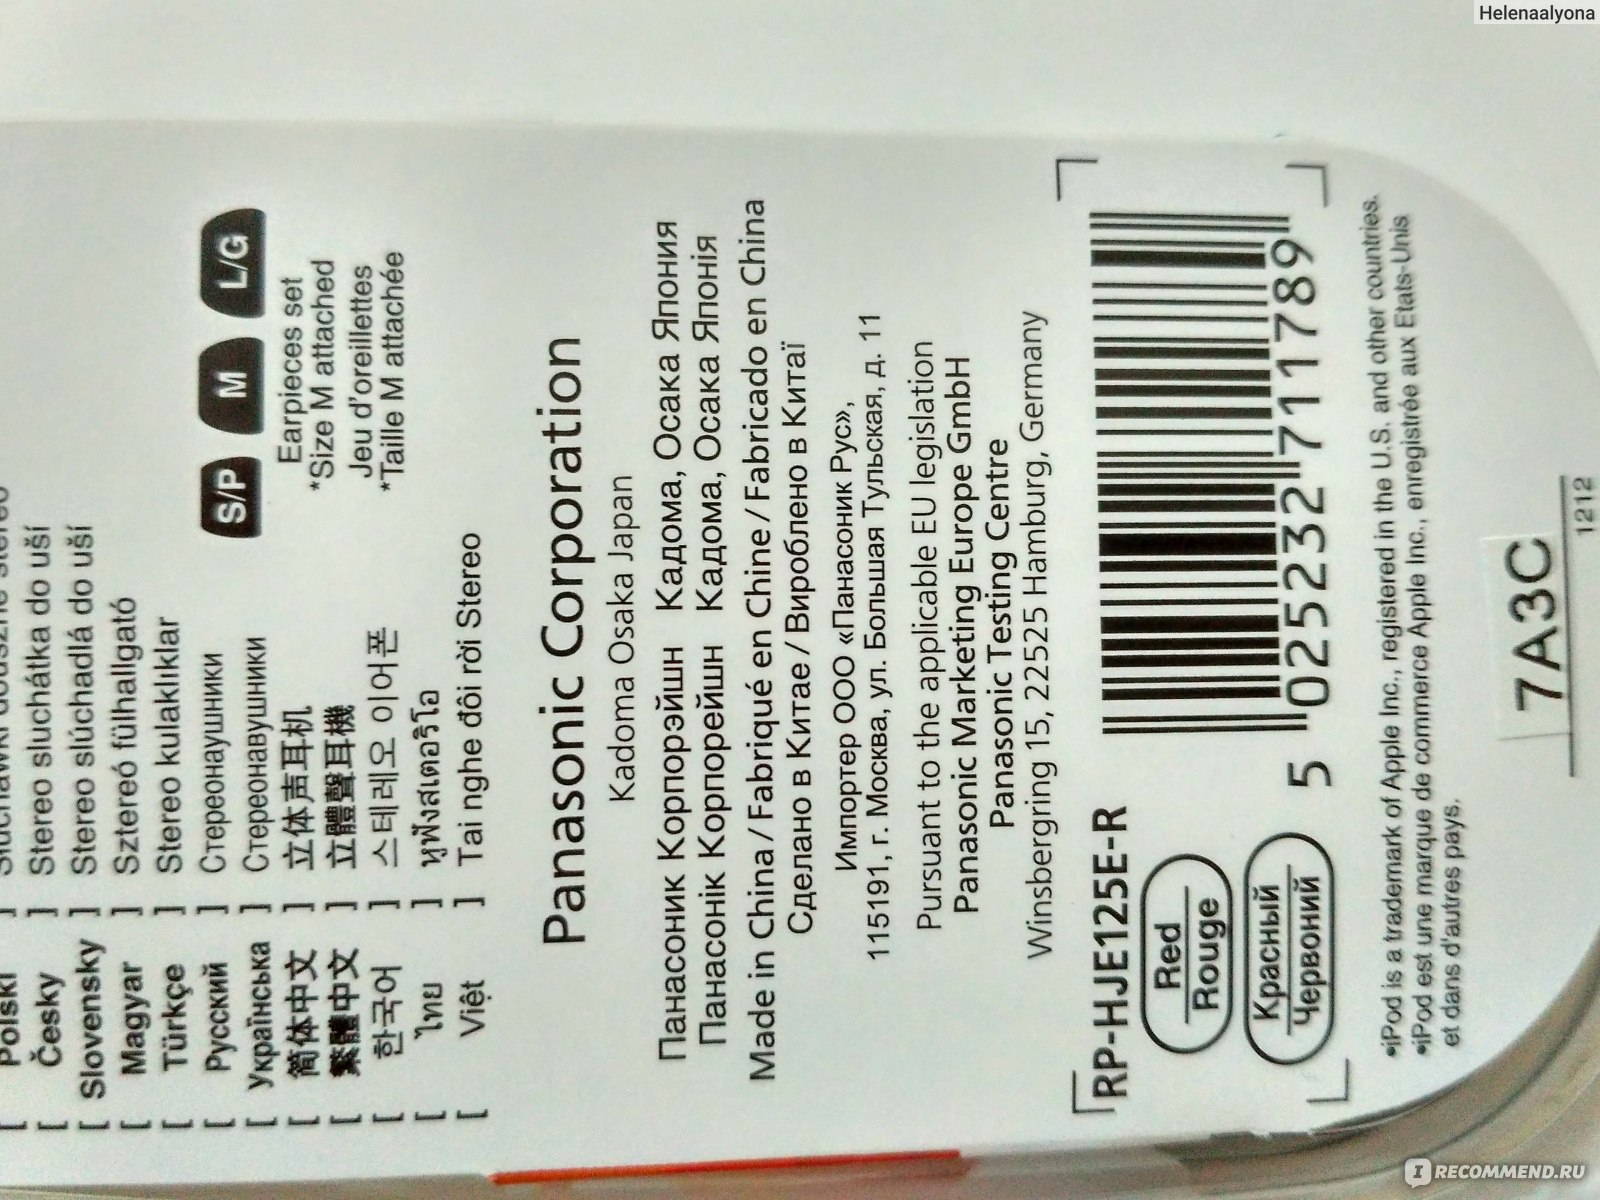 Helenaalyona
[ Polski ]
[ Česky ] Stereo sluchátka do uší
[ Slovensky ] Stereo slúchadlá do uší
[ Magyar ] Sztereó fülhallgató
[ Türkçe ] Stereo kulaklıklar
[ Русский ] Стереонаушники
[ Українська ] Стереонавушники
[ 简体中文 ] 立体声耳机
[ 繁體中文 ] 立體聲耳機
[ 한국어 ] 스테레오 이어폰
[ ไทย ] หูฟังสเตอริโอ
[ Việt ] Tai nghe đôi rời Stereo
S/P M L/G
Earpieces set
*Size M attached
Jeu d'oreillettes
*Taille M attachée
Panasonic Corporation
Kadoma Osaka Japan
Панасоник Корпорэйшн Кадома, Осака Япония
Панасонік Корпорейшн Кадома, Осака Японія
Made in China / Fabriqué en Chine / Fabricado en China
Сделано в Китае / Вироблено в Китаї
Импортер ООО «Панасоник Рус»,
115191, г. Москва, ул. Большая Тульская, д. 11
Pursuant to the applicable EU legislation
Panasonic Marketing Europe GmbH
Panasonic Testing Centre
Winsbergring 15, 22525 Hamburg, Germany
RP-HJE125E-R
Red
Rouge
Красный
Червоний
5 025232 711789
*iPod is a trademark of Apple Inc., registered in the U.S. and other countries.
*iPod est une marque de commerce Apple Inc., enregistrée aux Etats-Unis
et dans d'autres pays.
7A3C
1212
IRECOMMEND.RU